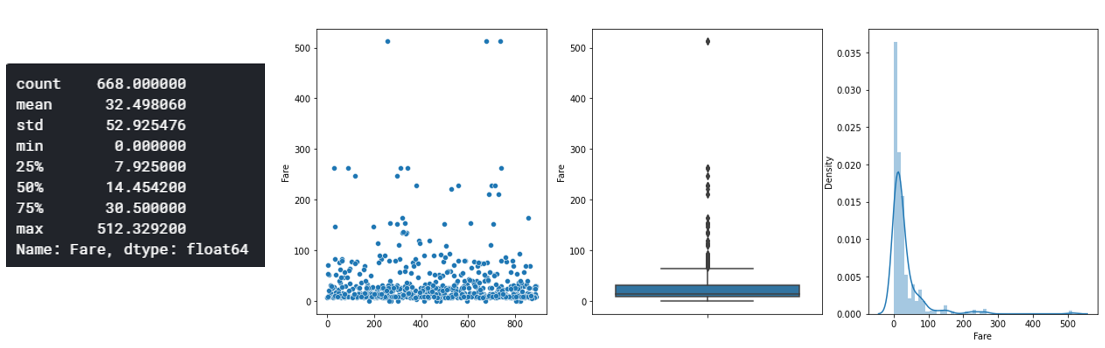 count 668.000000
mean 32.498060
std 52.925476
min 0.000000
25% 7.925000
50% 14.454200
75% 30.500000
max 512.329200
Name: Fare, dtype: float64
500
400
300
200
100
0
Fare
0 200 400 600 800
500
400
300
200
100
0
Fare
0.035
0.030
0.025
0.020
0.015
0.010
0.005
0.000
Density
0 100 200 300 400 500
Fare